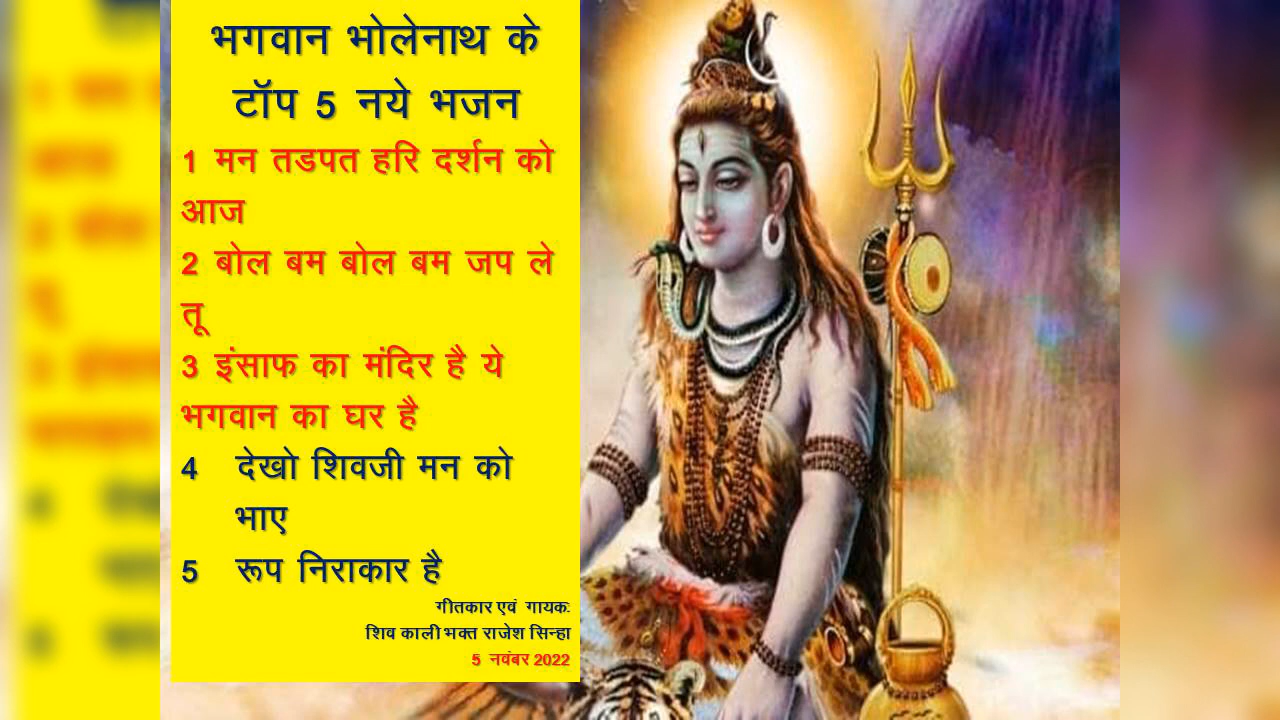 भगवान भोलेनाथ के
टॉप 5 नये भजन
1 मन तडपत हरि दर्शन को
आज
2 बोल बम बोल बम जप ले
तू
3 इंसाफ का मंदिर है ये
भगवान का घर है
4 देखो शिवजी मन को
भाए
5 रूप निराकार है
गीतकार एवं गायकः
शिव काली भक्त राजेश सिन्हा
5 नवंबर 2022